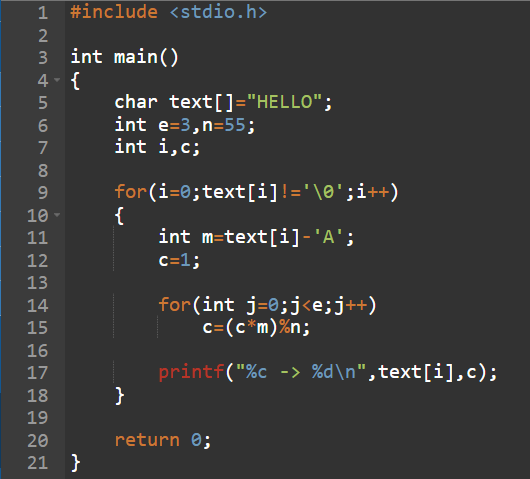 1 #include <stdio.h>
2
3 int main()
4 {
5     char text[]="HELLO";
6     int e=3,n=55;
7     int i,c;
8
9     for(i=0;text[i]!='\0';i++)
10     {
11         int m=text[i]-'A';
12         c=1;
13
14         for(int j=0;j<e;j++)
15             c=(c*m)%n;
16
17         printf("%c -> %d\n",text[i],c);
18     }
19
20     return 0;
21 }